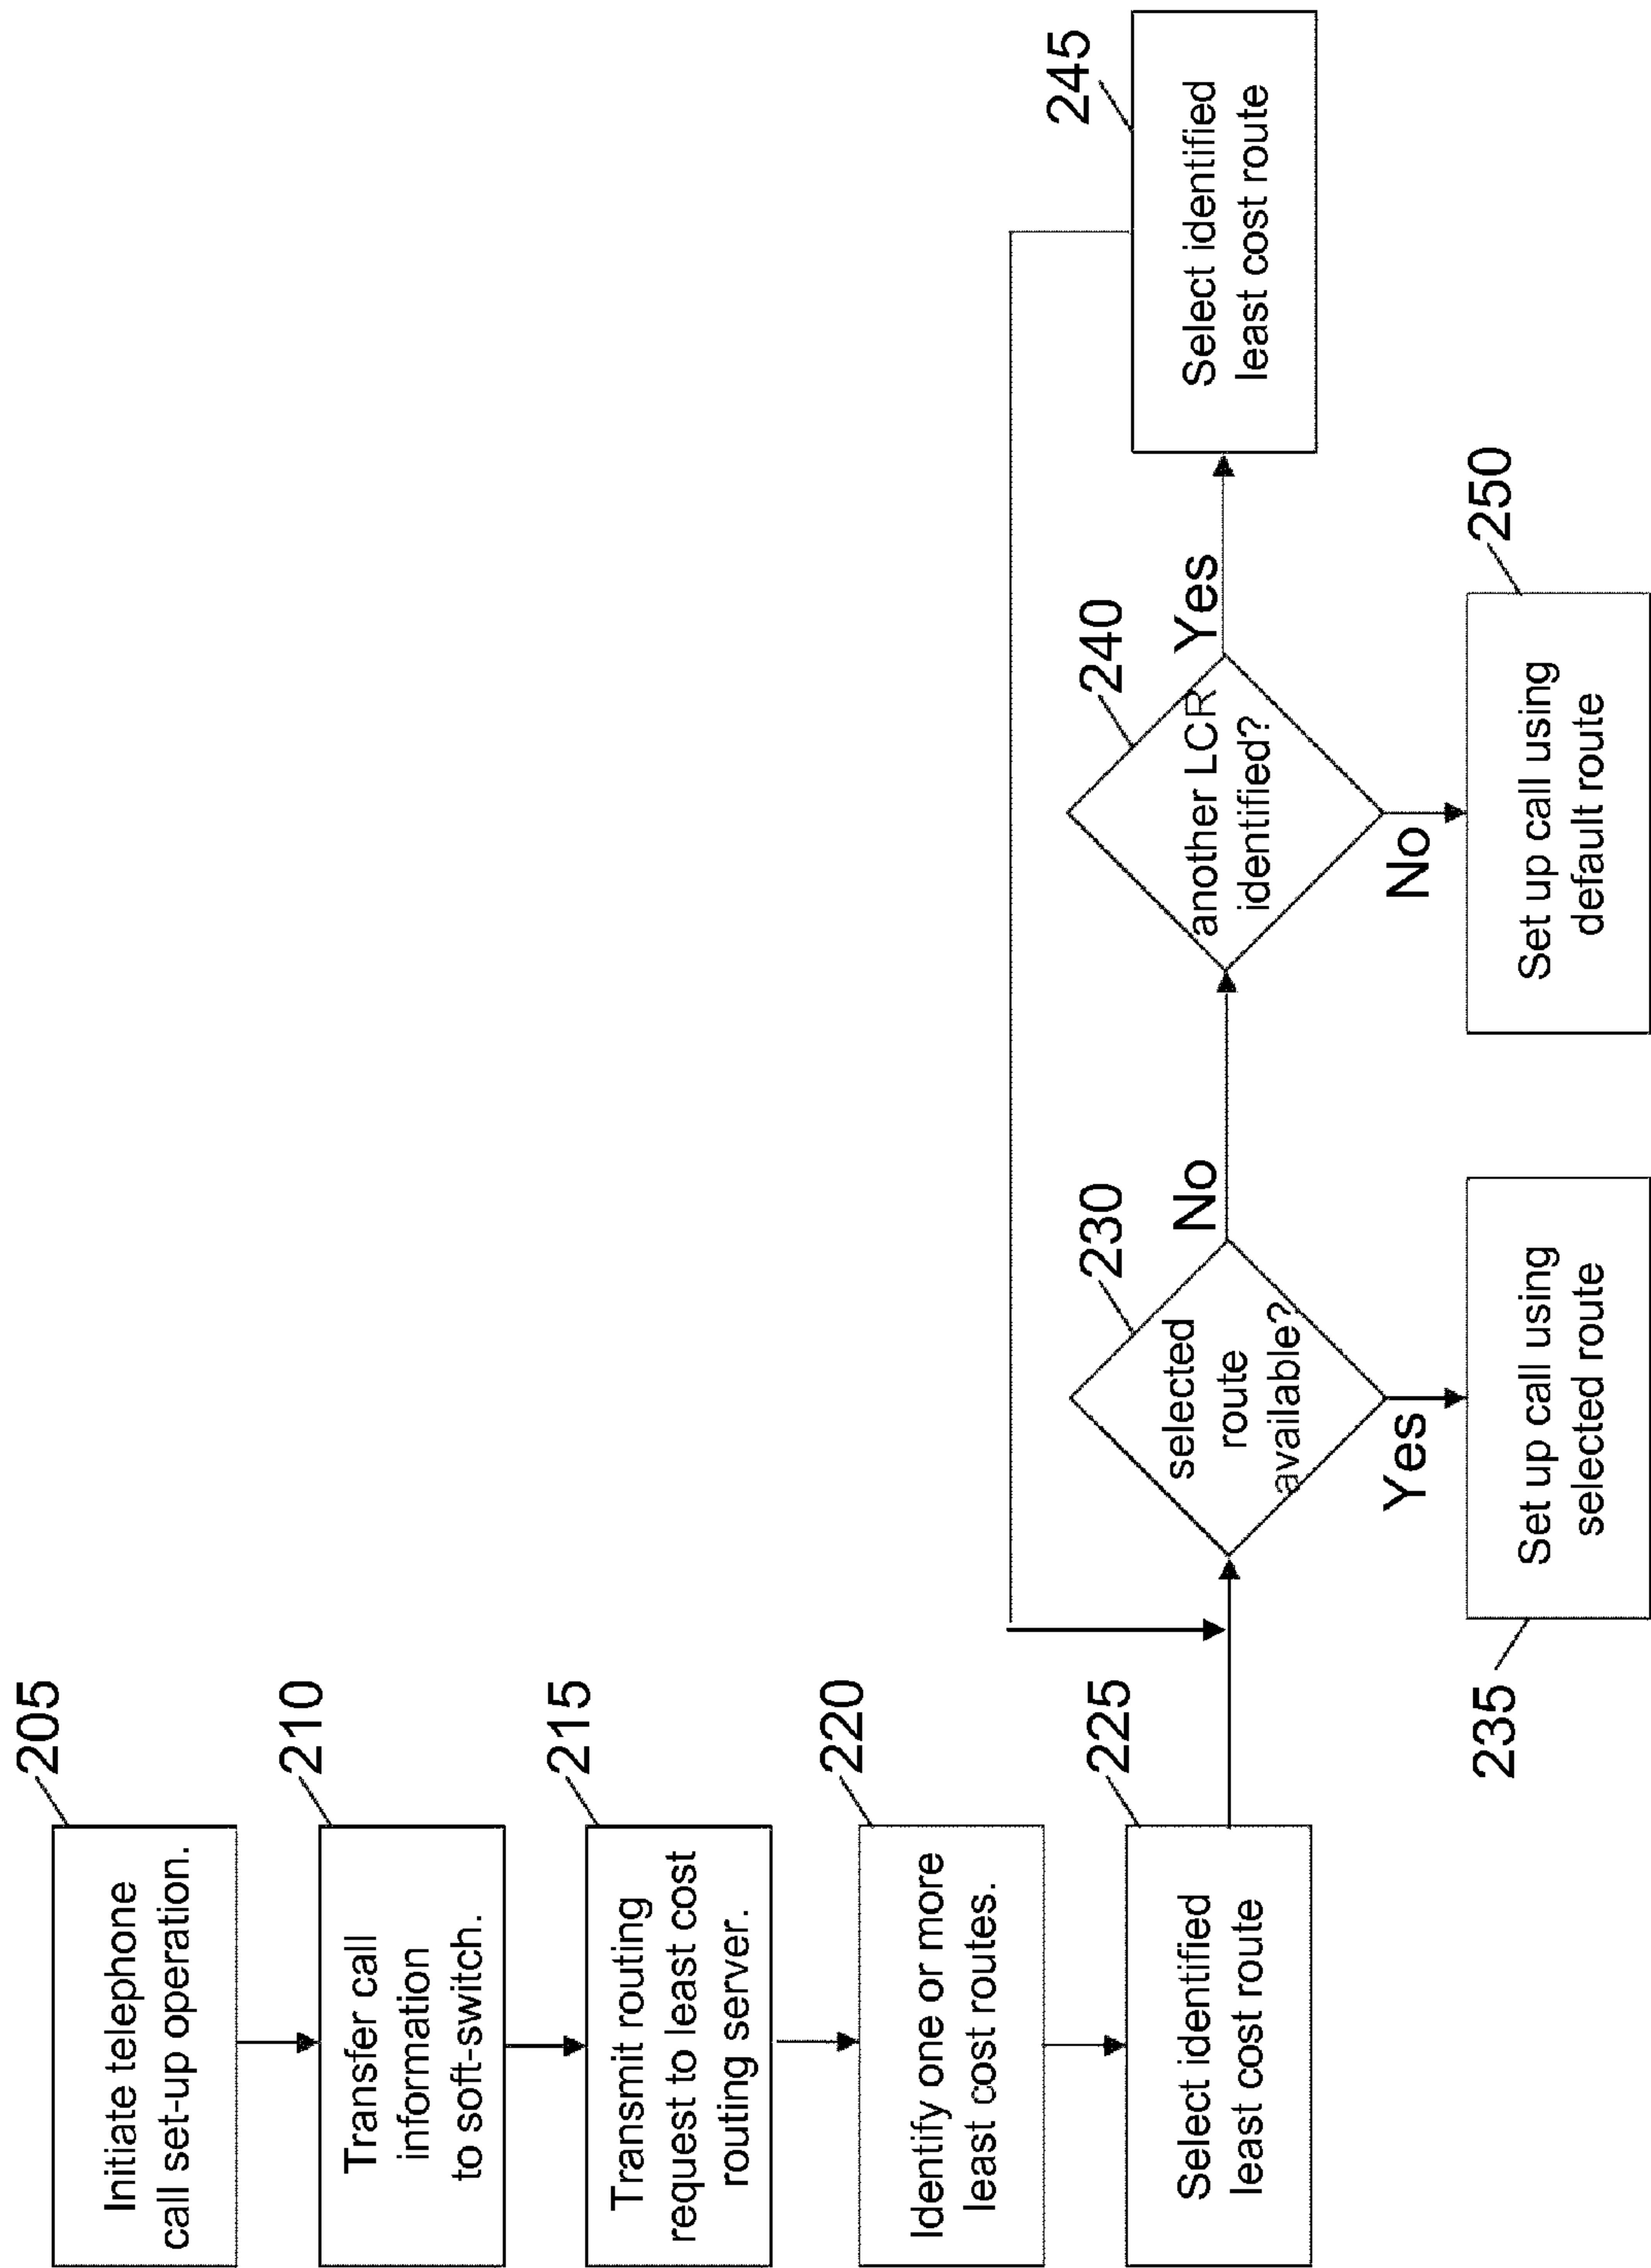 205
Initiate telephone
call set-up operation.
210
Transfer call
information
to soft-switch.
215
Transmit routing
request to least cost
routing server.
220
Identify one or more
least cost routes.
225
Select identified
least cost route
230
selected
route
available?
Yes
No
235
Set up call using
selected route
240
another LCR
identified?
Yes
No
245
Select identified
least cost route
250
Set up call using
default route